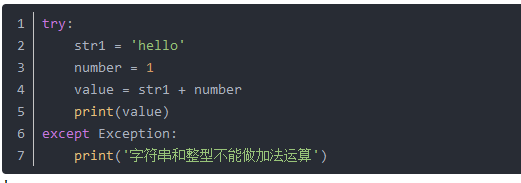 1 try:
2     str1 = 'hello'
3     number = 1
4     value = str1 + number
5     print(value)
6 except Exception:
7     print('字符串和整型不能做加法运算')